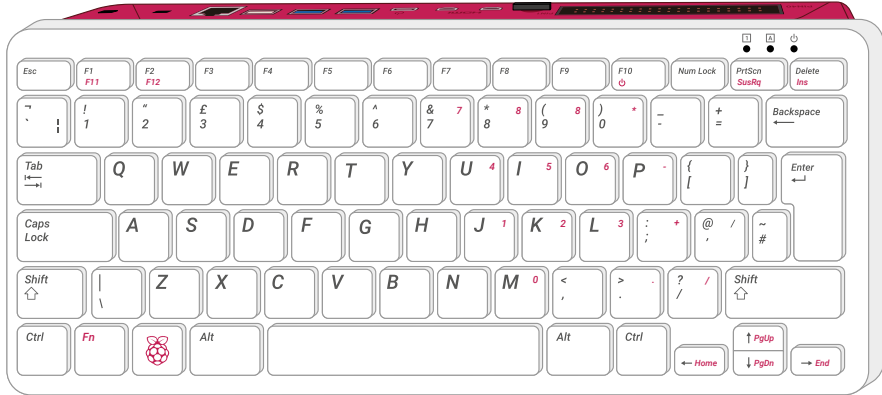 1 A
Esc F1 F2 F3 F4 F5 F6 F7 F8 F9 F10 Num Lock PrtScn Delete
F11 F12 SusRq Ins
¬ ! " £ $ % ^ & 7 * 8 ( 8 ) * _ + Backspace
` ¦ 1 2 3 4 5 6 7 8 9 0 - =
Tab Q W E R T Y U 4 I 5 O 6 P - { } Enter
[ ]
Caps A S D F G H J 1 K 2 L 3 : + @ / ~
Lock ; , #
Shift | Z X C V B N M 0 < > . ? / Shift
\ , . /
Ctrl Fn Alt Alt Ctrl ↑ PgUp
← Home ↓ PgDn → End